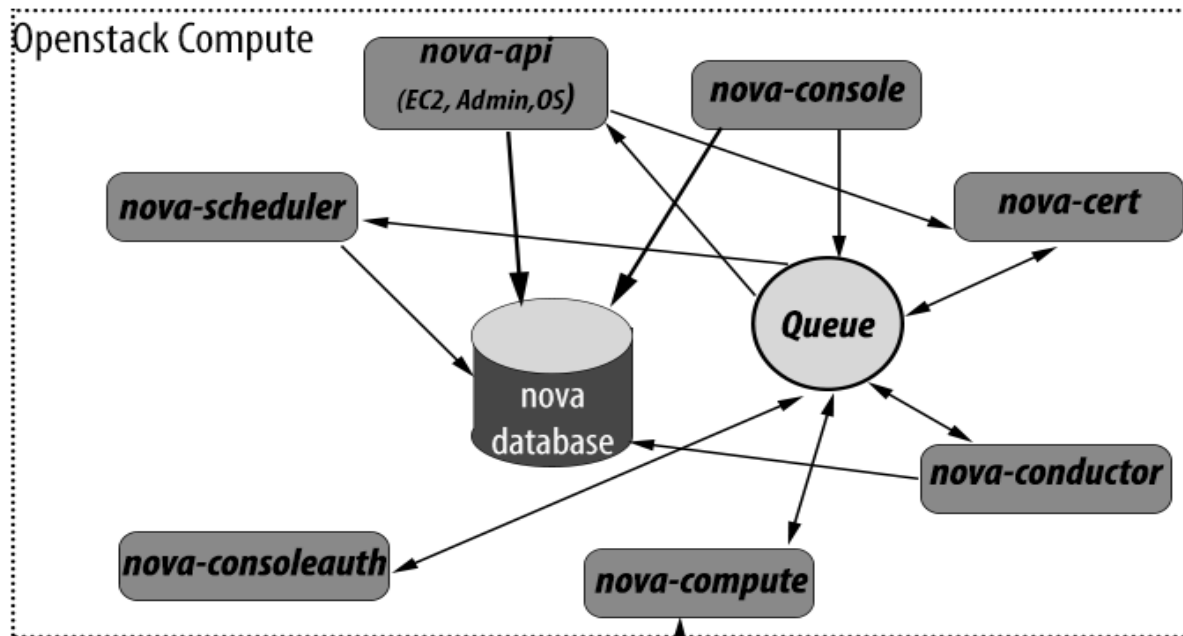 Openstack Compute
nova-api
(EC2, Admin,OS)
nova-console
nova-scheduler
nova-cert
Queue
nova
database
nova-conductor
nova-consoleauth
nova-compute